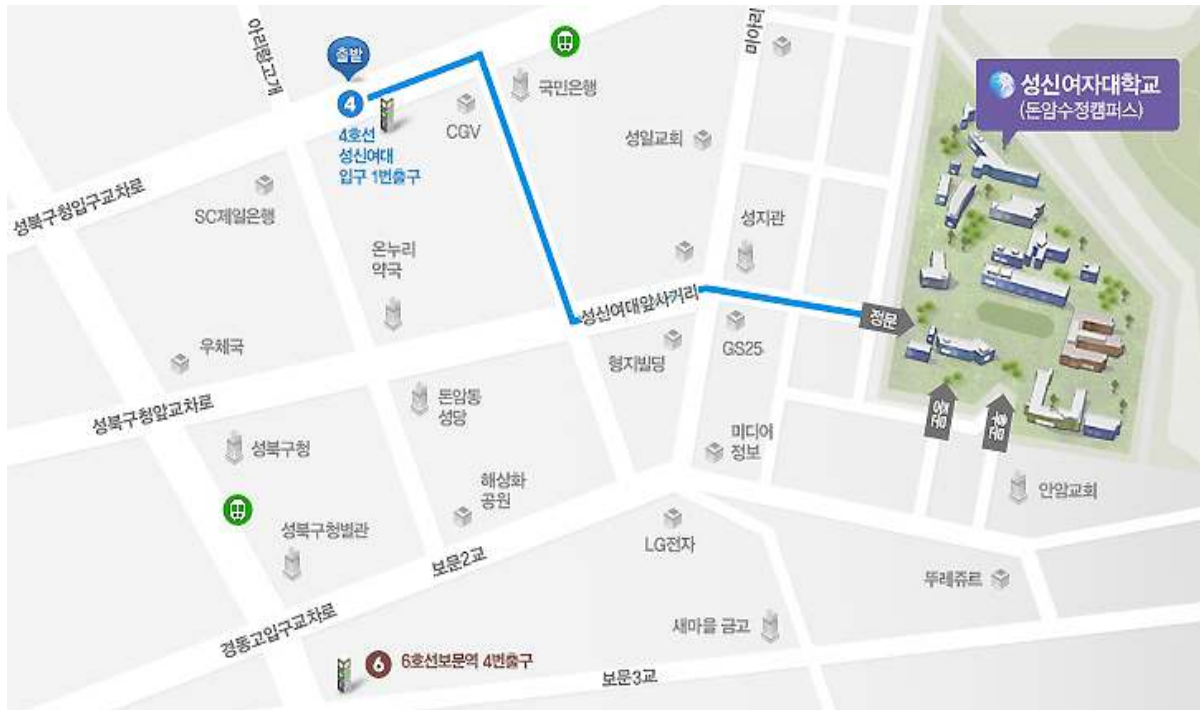 아리랑고개
출발
4
4호선
성신여대
입구 1번출구
CGV
국민은행
미아리
성신여자대학교
(돈암수정캠퍼스)
성일교회
성북구청입구교차로
SC제일은행
온누리
약국
성지관
성신여대앞사거리
정문
우체국
형지빌딩
GS25
성북구청앞교차로
돈암동
성당
동문
후문
성북구청
미디어
정보
해상화
공원
안암교회
성북구청별관
LG전자
보문2교
뚜레쥬르
경동고입구교차로
새마을 금고
6
6호선보문역 4번출구
보문3교